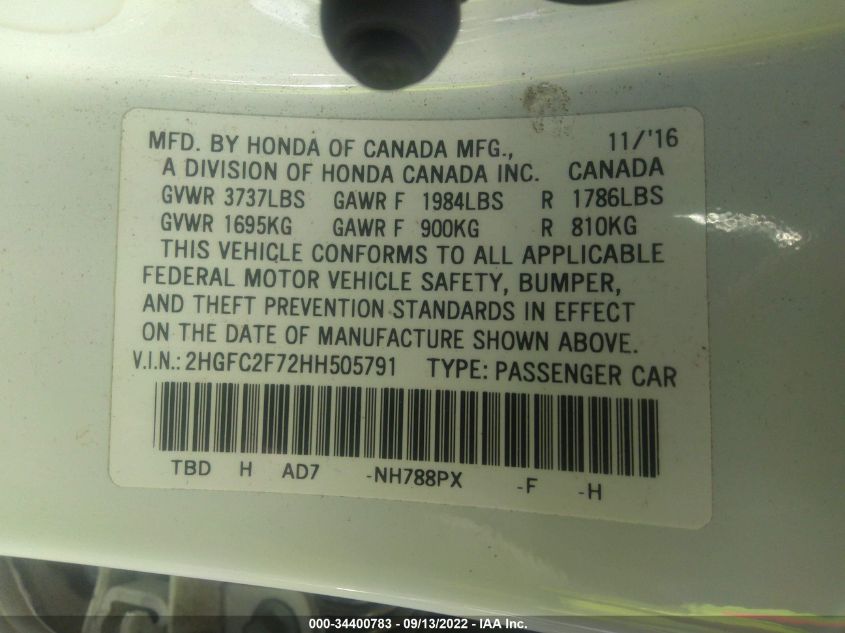 MFD. BY HONDA OF CANADA MFG., 11/'16
A DIVISION OF HONDA CANADA INC. CANADA
GVWR 3737LBS GAWR F 1984LBS R 1786LBS
GVWR 1695KG GAWR F 900KG R 810KG
THIS VEHICLE CONFORMS TO ALL APPLICABLE
FEDERAL MOTOR VEHICLE SAFETY, BUMPER,
AND THEFT PREVENTION STANDARDS IN EFFECT
ON THE DATE OF MANUFACTURE SHOWN ABOVE.
V.I.N.: 2HGFC2F72HH505791 TYPE: PASSENGER CAR
TBD H AD7 -NH788PX -F -H
000-34400783 - 09/13/2022 - IAA Inc.